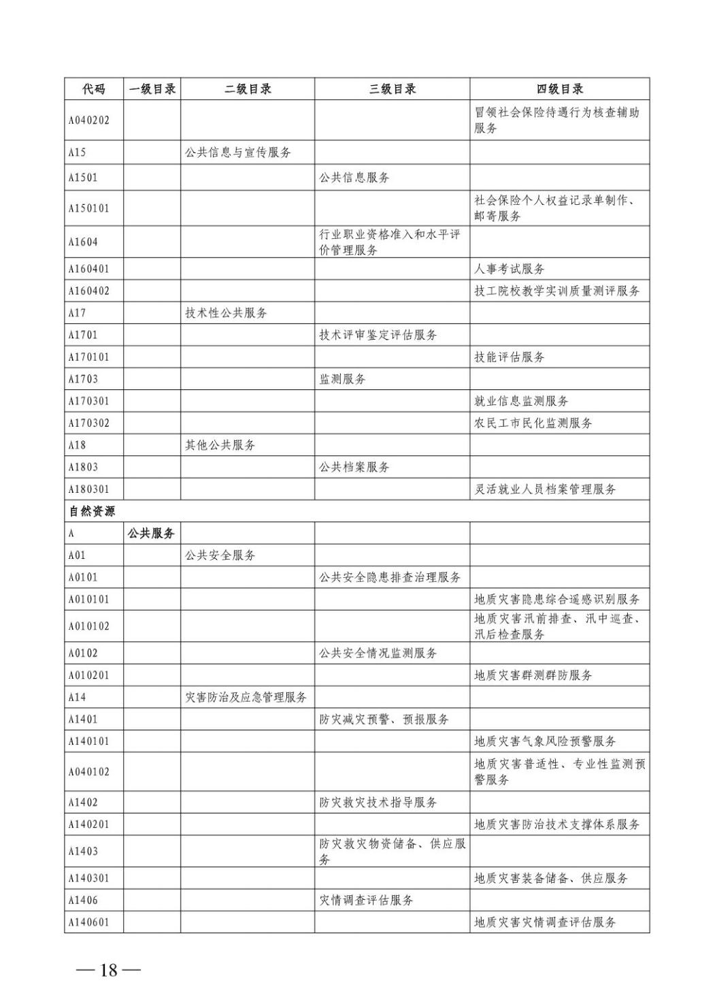 代码 一级目录 二级目录 三级目录 四级目录
A040202 冒领社会保险待遇行为核查辅助
服务
A15 公共信息与宣传服务
A1501 公共信息服务
A150101 社会保险个人权益记录单制作、
邮寄服务
A1604 行业职业资格准入和水平评
价管理服务
A160401 人事考试服务
A160402 技工院校教学实训质量测评服务
A17 技术性公共服务
A1701 技术评审鉴定评估服务
A170101 技能评估服务
A1703 监测服务
A170301 就业信息监测服务
A170302 农民工市民化监测服务
A18 其他公共服务
A1803 公共档案服务
A180301 灵活就业人员档案管理服务
自然资源
A 公共服务
A01 公共安全服务
A0101 公共安全隐患排查治理服务
A010101 地质灾害隐患综合遥感识别服务
A010102 地质灾害汛前排查、汛中巡查、
汛后检查服务
A0102 公共安全情况监测服务
A010201 地质灾害群测群防服务
A14 灾害防治及应急管理服务
A1401 防灾减灾预警、预报服务
A140101 地质灾害气象风险预警服务
A040102 地质灾害普适性、专业性监测预
警服务
A1402 防灾救灾技术指导服务
A140201 地质灾害防治技术支撑体系服务
A1403 防灾救灾物资储备、供应服
务
A140301 地质灾害装备储备、供应服务
A1406 灾情调查评估服务
A140601 地质灾害灾情调查评估服务
— 18 —